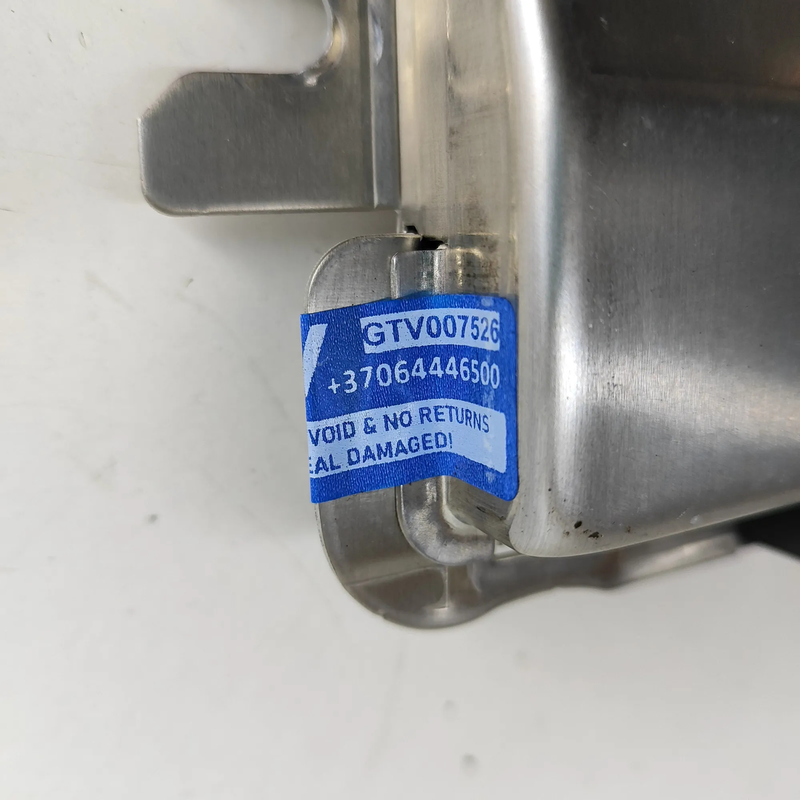 GTV007526
+37064446500
VOID & NO RETURNS
EAL DAMAGED!